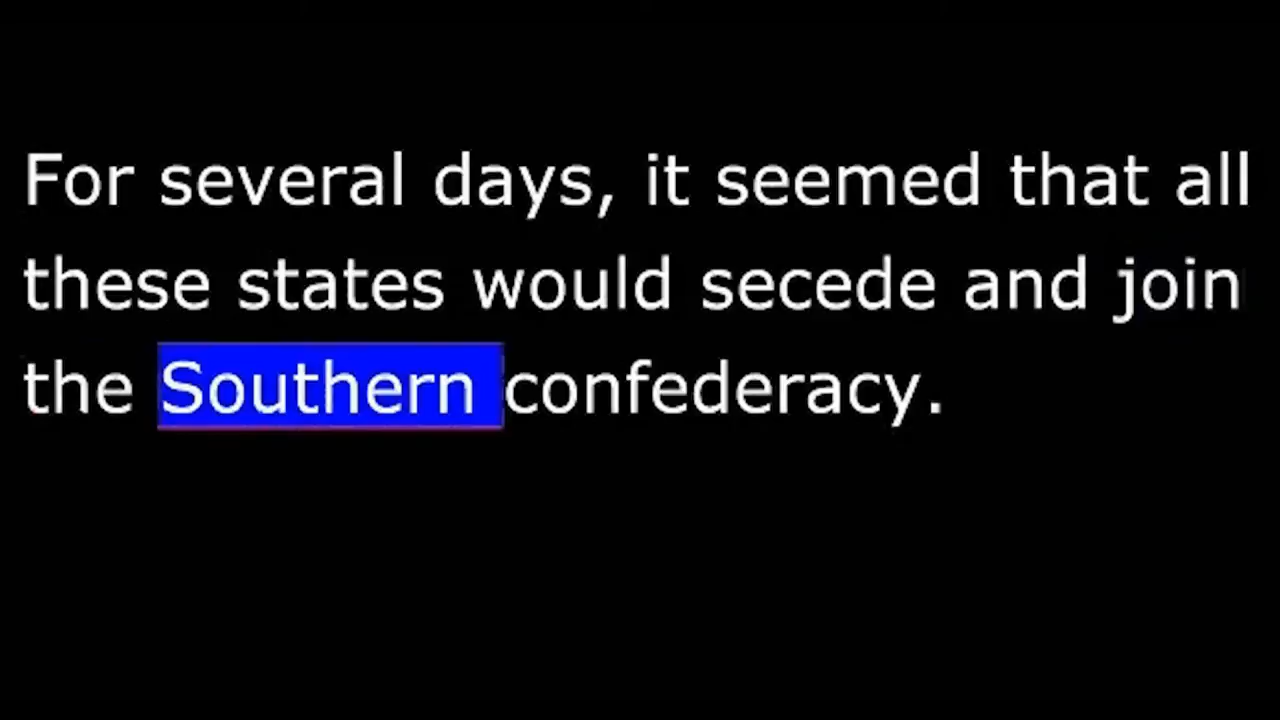 For several days, it seemed that all
these states would secede and join
the Southern confederacy.